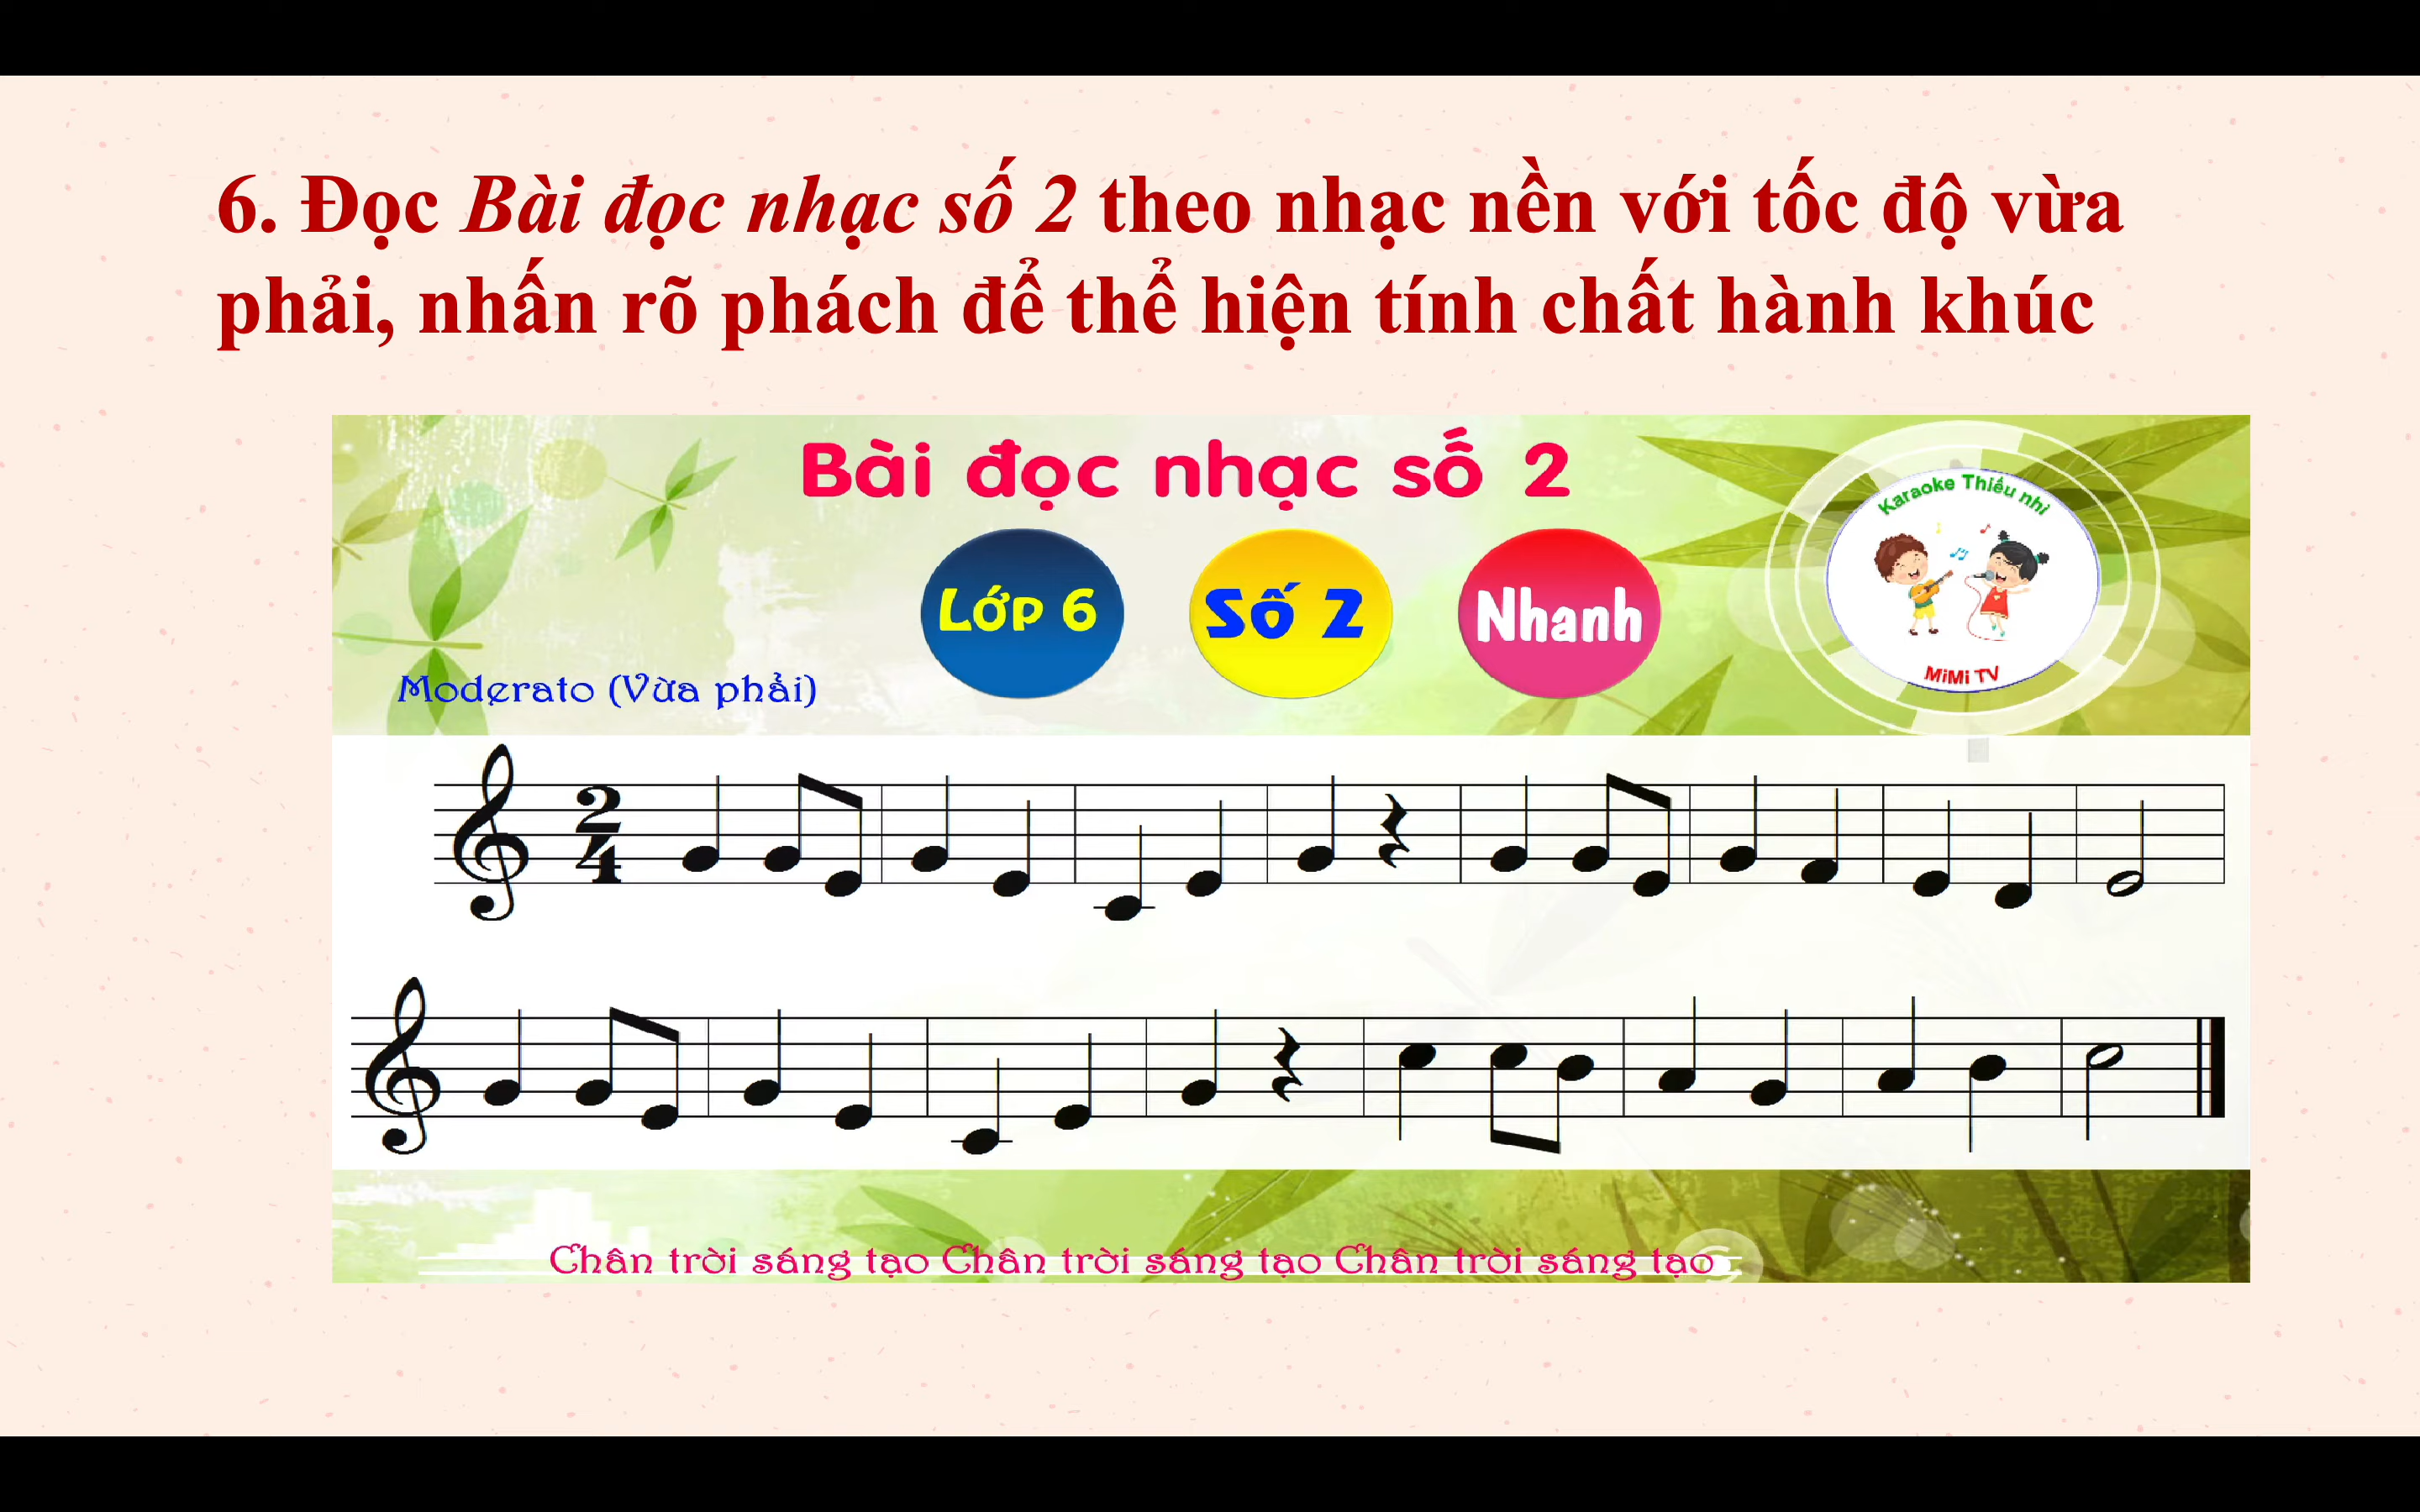 6. Đọc Bài đọc nhạc số 2 theo nhạc nền với tốc độ vừa
phải, nhấn rõ phách để thể hiện tính chất hành khúc
Bài đọc nhạc số 2
Karaoke Thiếu nhi
Lớp 6 Số 2 Nhanh
MiMi TV
Moderato (Vừa phải)
2
4
Chân trời sáng tạo Chân trời sáng tạo Chân trời sáng tạo